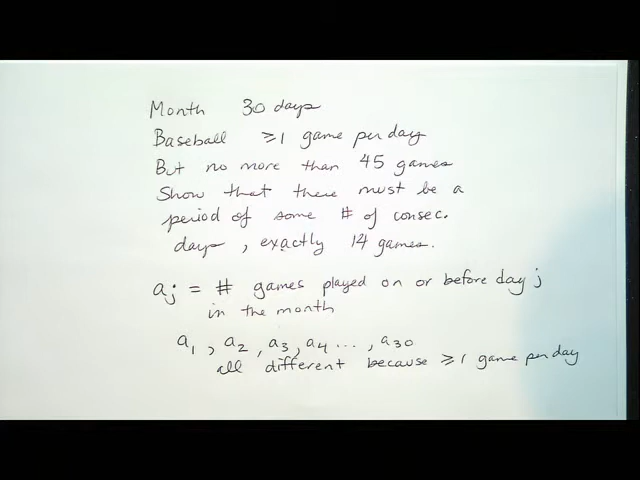 Month 30 days
Baseball ≥1 game per day
But no more than 45 games
Show that there must be a
period of some # of consec.
days, exactly 14 games.
aj = # games played on or before day j
in the month
a1, a2, a3, a4 ..., a30
all different because ≥1 game per day